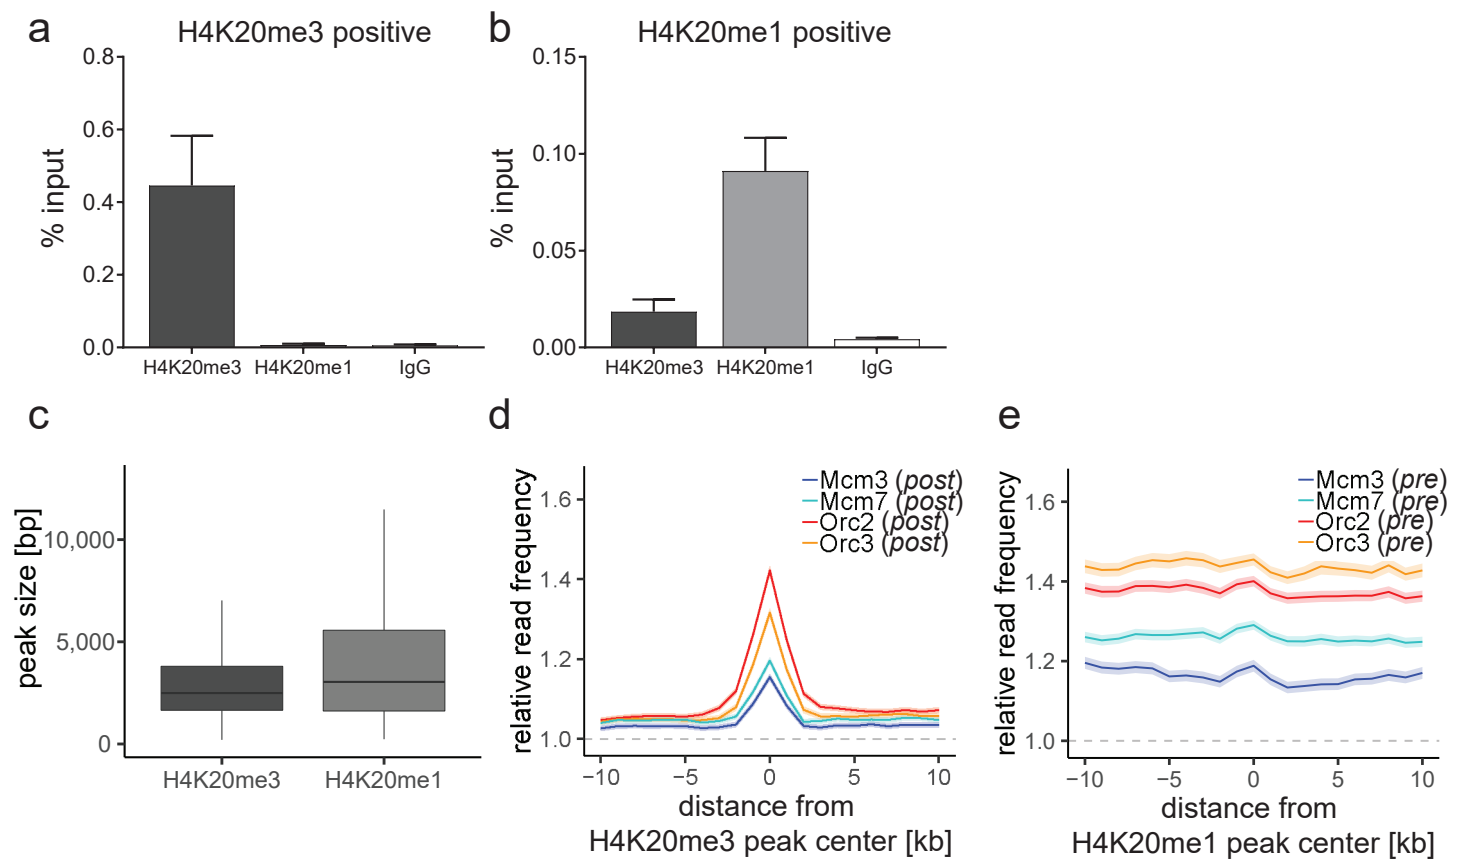 a
H4K20me3 positive
% input
0.8
0.6
0.4
0.2
0.0
H4K20me3 H4K20me1 IgG
b
H4K20me1 positive
% input
0.15
0.10
0.05
0.00
H4K20me3 H4K20me1 IgG
c
peak size [bp]
10,000
5,000
0
H4K20me3 H4K20me1
d
relative read frequency
1.6
1.4
1.2
1.0
Mcm3 (post)
Mcm7 (post)
Orc2 (post)
Orc3 (post)
−10 −5 0 5 10
distance from
H4K20me3 peak center [kb]
e
relative read frequency
1.6
1.4
1.2
1.0
Mcm3 (pre)
Mcm7 (pre)
Orc2 (pre)
Orc3 (pre)
−10 −5 0 5 10
distance from
H4K20me1 peak center [kb]